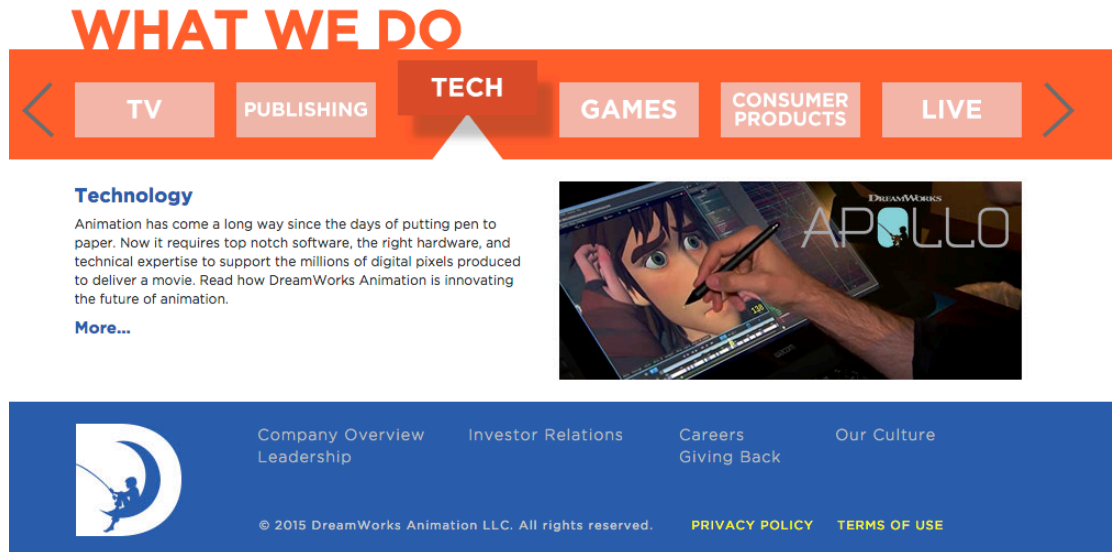 WHAT WE DO
TV
PUBLISHING
TECH
GAMES
CONSUMER
PRODUCTS
LIVE
Technology
Animation has come a long way since the days of putting pen to
paper. Now it requires top notch software, the right hardware, and
technical expertise to support the millions of digital pixels produced
to deliver a movie. Read how DreamWorks Animation is innovating
the future of animation.
More...
DREAMWORKS
APOLLO
Company Overview
Leadership
Investor Relations
Careers
Giving Back
Our Culture
© 2015 DreamWorks Animation LLC. All rights reserved.
PRIVACY POLICY
TERMS OF USE